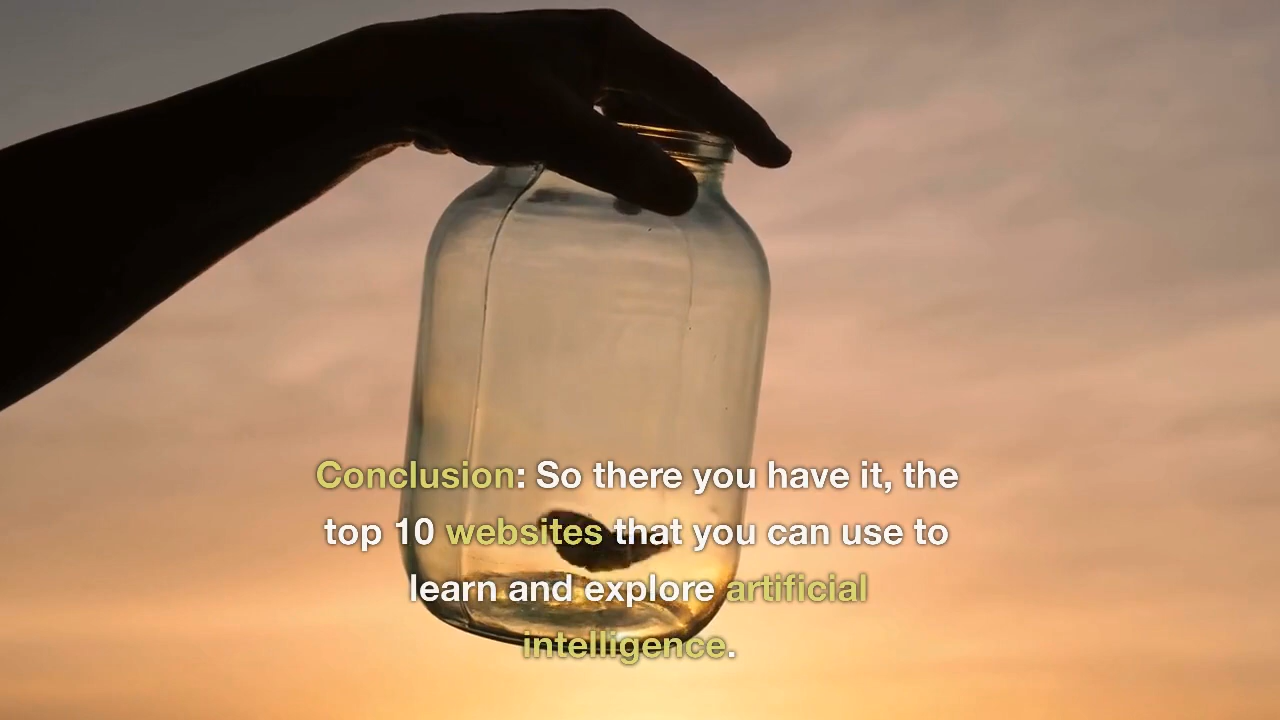 Conclusion: So there you have it, the
top 10 websites that you can use to
learn and explore artificial
intelligence.